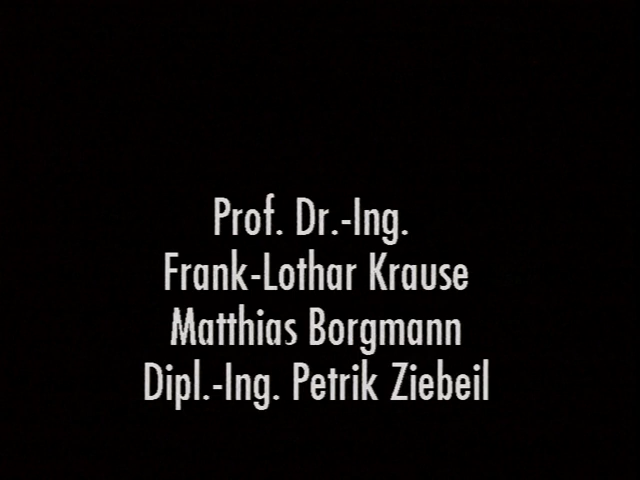 Prof. Dr.-Ing.
Frank-Lothar Krause
Matthias Borgmann
Dipl.-Ing. Petrik Ziebeil